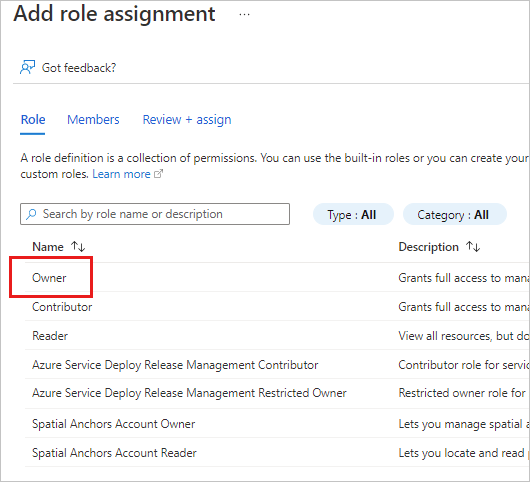 Add role assignment ...
Got feedback?
Role Members Review + assign
A role definition is a collection of permissions. You can use the built-in roles or you can create your
custom roles. Learn more
Search by role name or description Type : All Category : All
Name Description
Owner Grants full access to mana
Contributor Grants full access to mana
Reader View all resources, but do
Azure Service Deploy Release Management Contributor Contributor role for servic
Azure Service Deploy Release Management Restricted Owner Restricted owner role for
Spatial Anchors Account Owner Lets you manage spatial a
Spatial Anchors Account Reader Lets you locate and read p